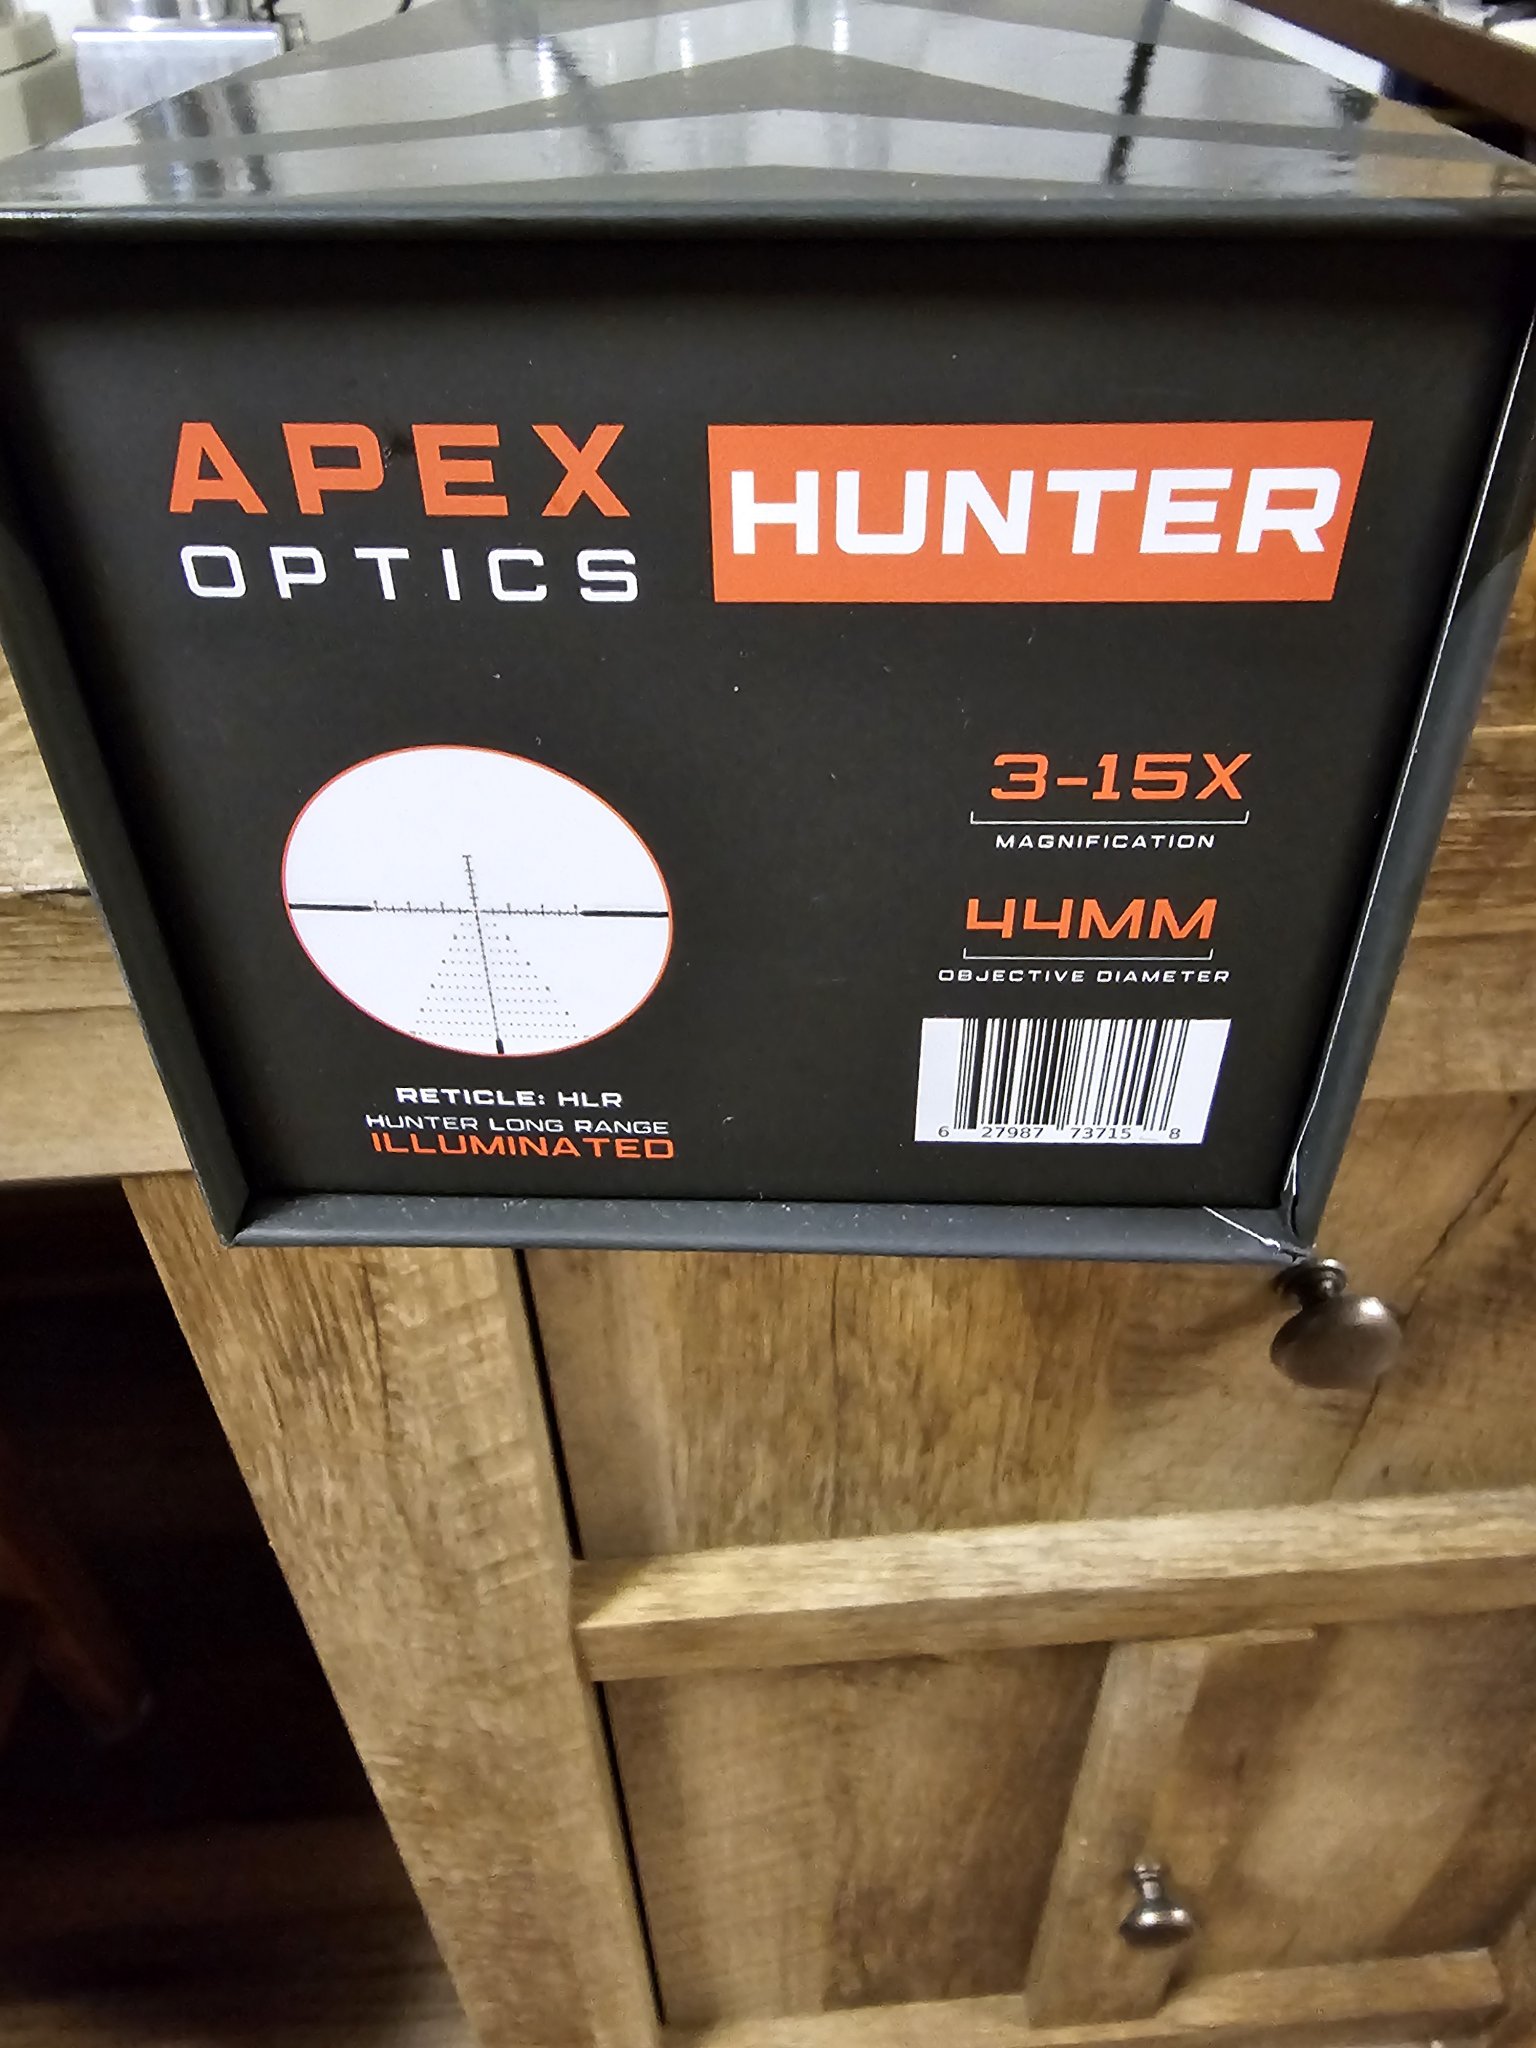 APEX
OPTICS
HUNTER
3-15X
MAGNIFICATION
44MM
OBJECTIVE DIAMETER
RETICLE: HLR
HUNTER LONG RANGE
ILLUMINATED
6 27987 73715 8